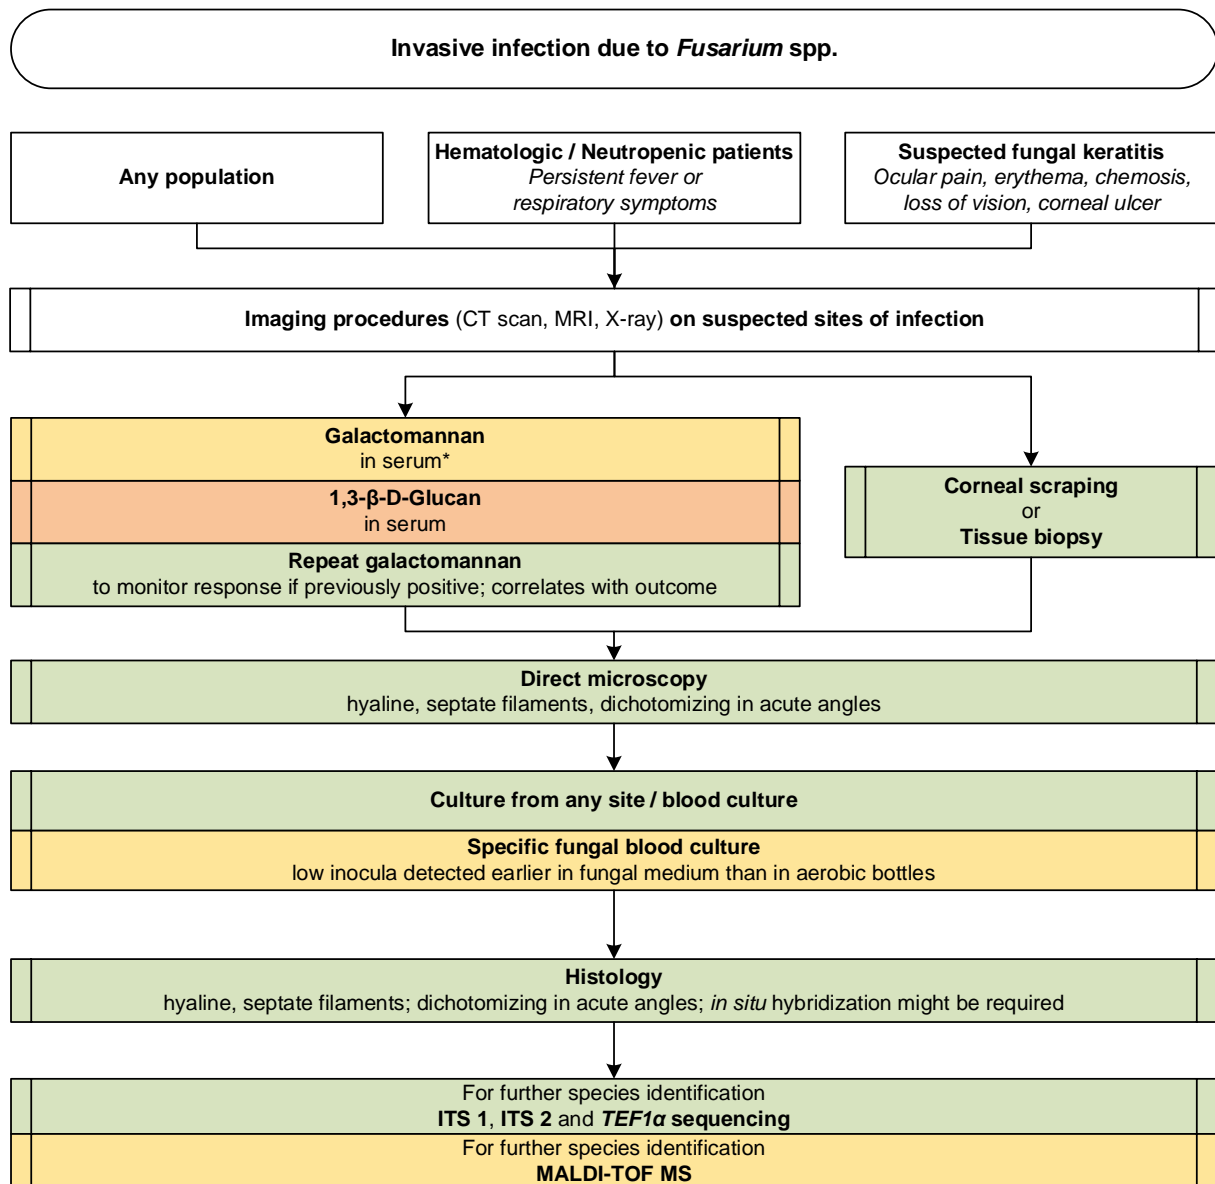 Invasive infection due to Fusarium spp.
Any population
Hematologic / Neutropenic patients
Persistent fever or
respiratory symptoms
Suspected fungal keratitis
Ocular pain, erythema, chemosis,
loss of vision, corneal ulcer
Imaging procedures (CT scan, MRI, X-ray) on suspected sites of infection
Galactomannan
in serum*
1,3-β-D-Glucan
in serum
Repeat galactomannan
to monitor response if previously positive; correlates with outcome
Corneal scraping
or
Tissue biopsy
Direct microscopy
hyaline, septate filaments, dichotomizing in acute angles
Culture from any site / blood culture
Specific fungal blood culture
low inocula detected earlier in fungal medium than in aerobic bottles
Histology
hyaline, septate filaments; dichotomizing in acute angles; in situ hybridization might be required
For further species identification
ITS 1, ITS 2 and TEF1α sequencing
For further species identification
MALDI-TOF MS